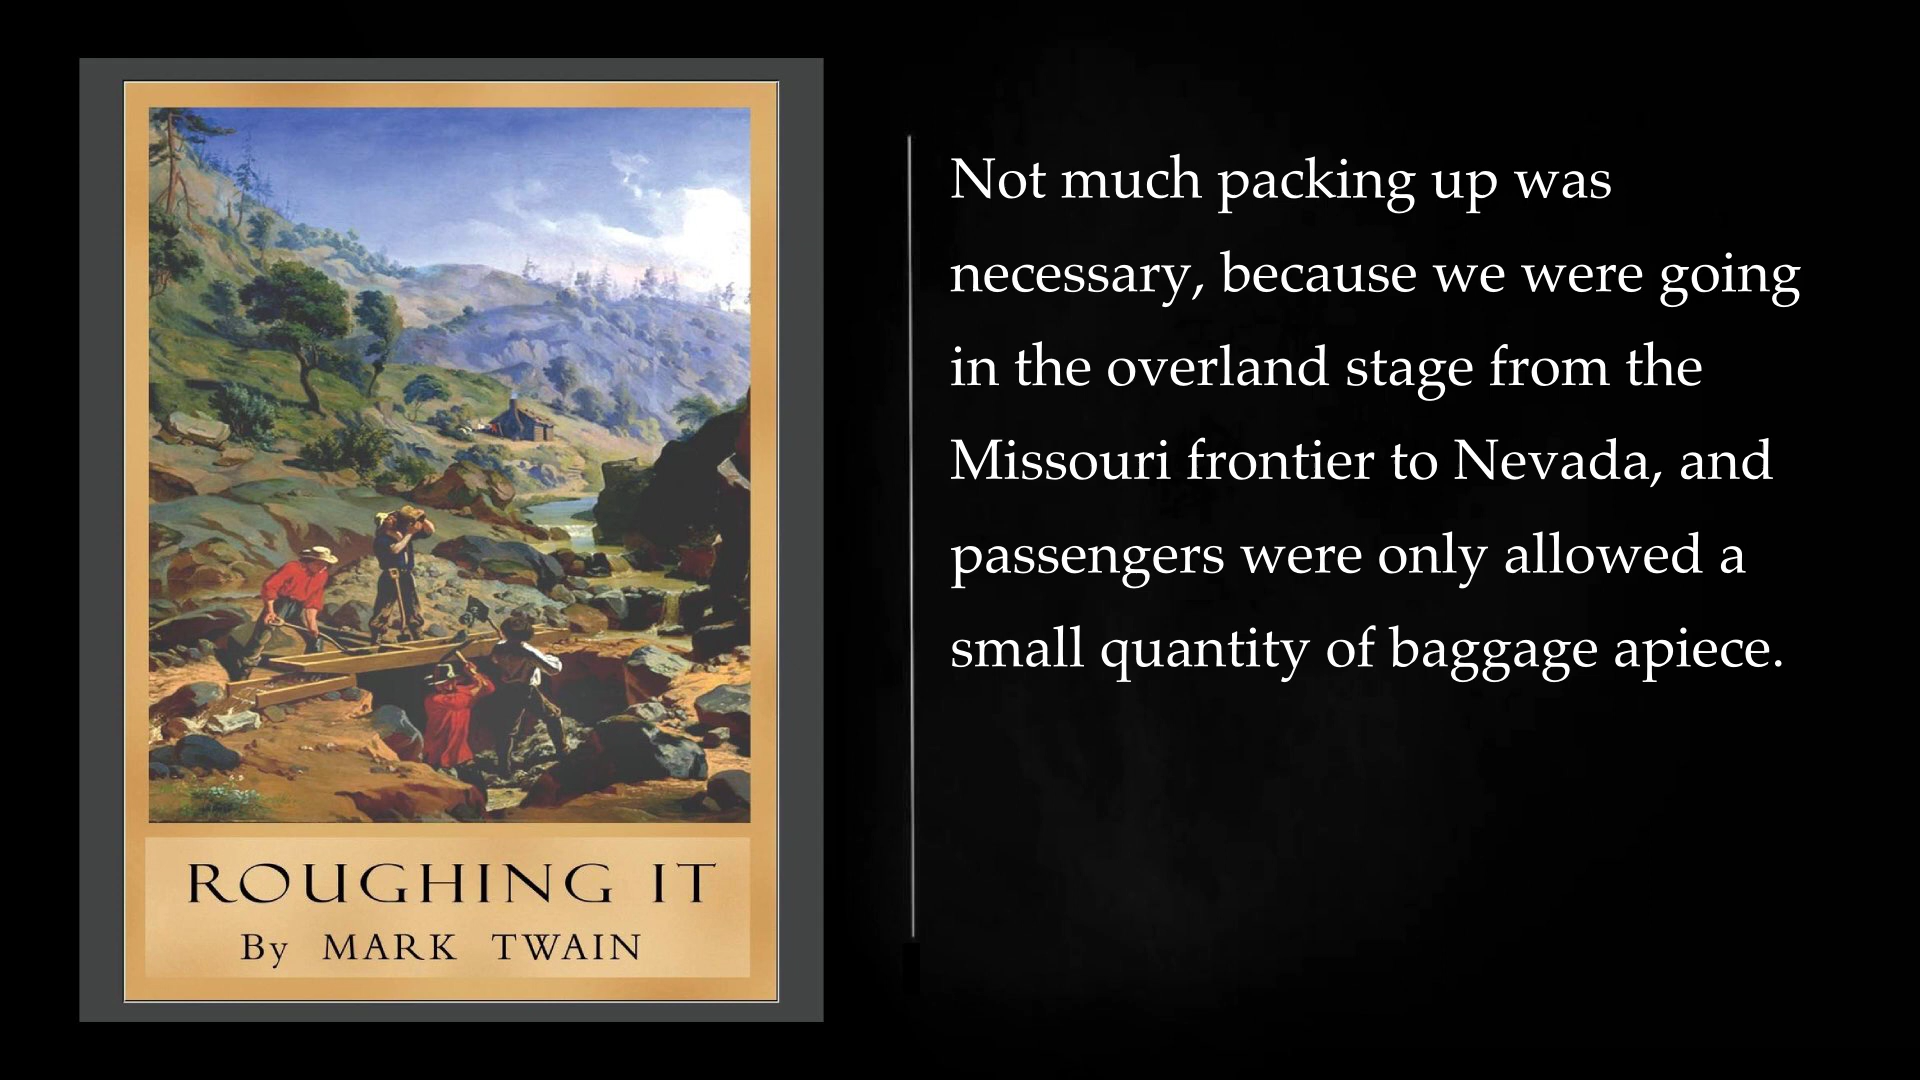 ROUGHING IT
By MARK TWAIN
Not much packing up was
necessary, because we were going
in the overland stage from the
Missouri frontier to Nevada, and
passengers were only allowed a
small quantity of baggage apiece.